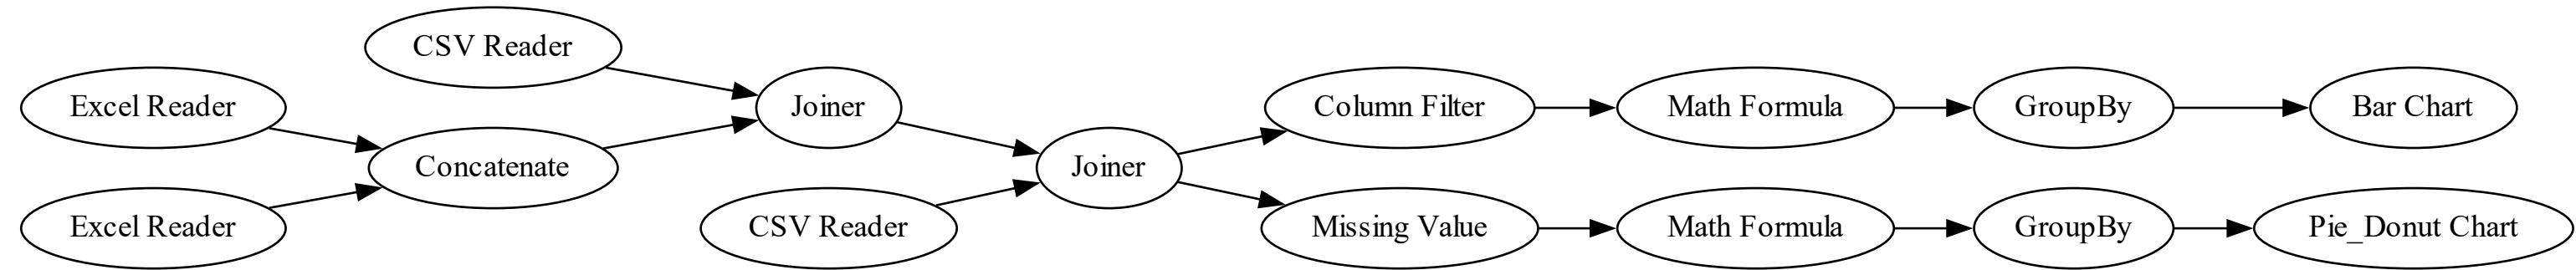 CSV Reader
Excel Reader
Joiner
Column Filter
Math Formula
GroupBy
Bar Chart
Concatenate
Joiner
Excel Reader
CSV Reader
Missing Value
Math Formula
GroupBy
Pie_Donut Chart